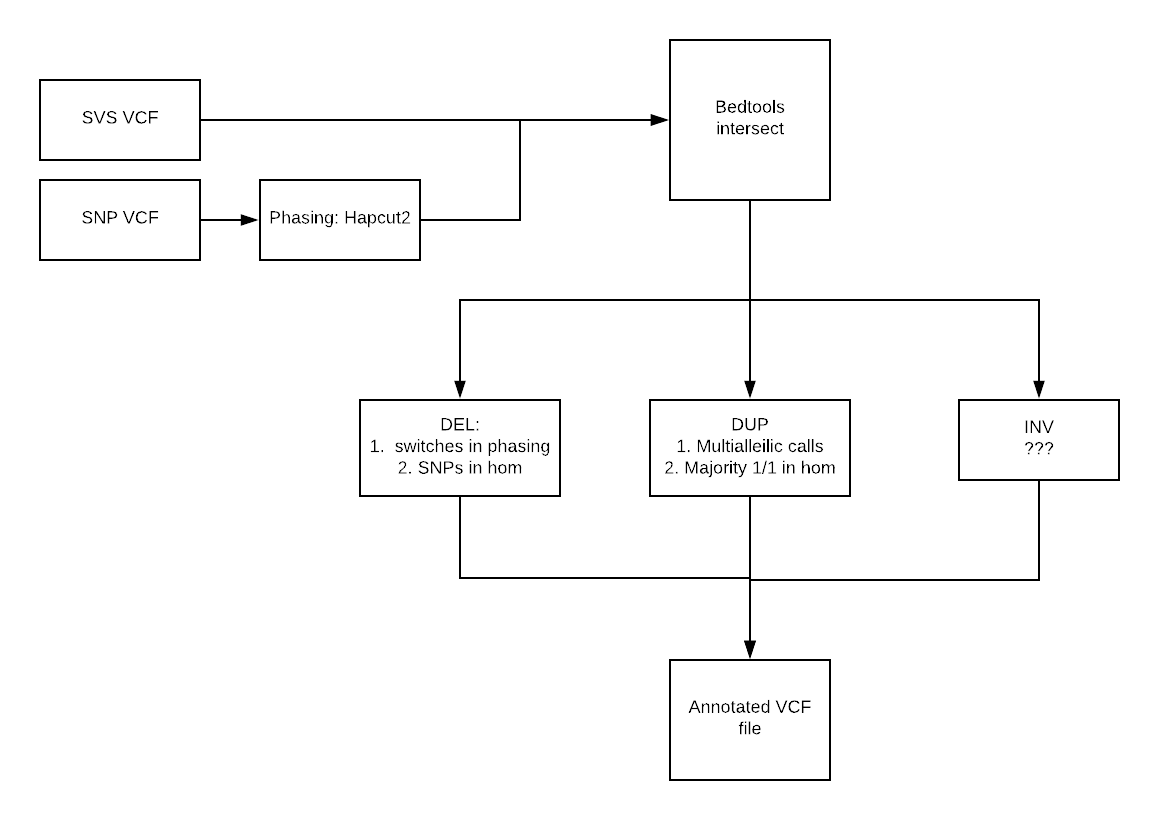 SVS VCF
SNP VCF
Phasing: Hapcut2
Bedtools
intersect
DEL:
1.  switches in phasing
2. SNPs in hom
DUP
1. Multialleilic calls
2. Majority 1/1 in hom
INV
???
Annotated VCF
file